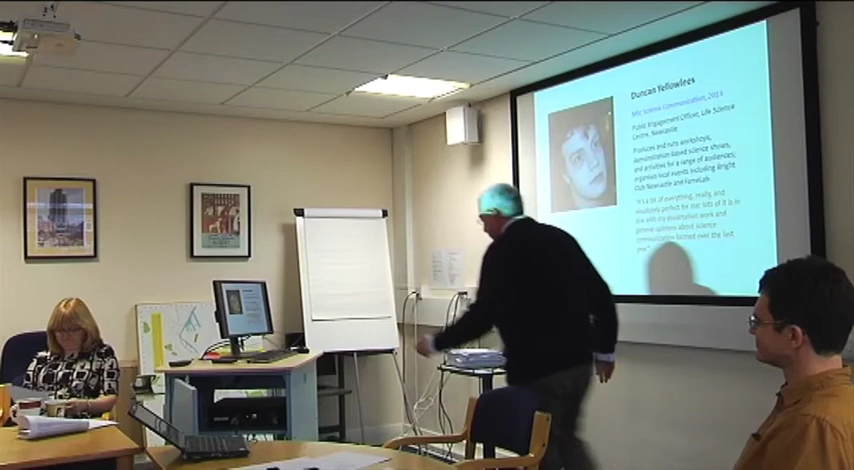 Duncan Yellowlees
MSc Science Communication, 2014
Public Engagement Officer, Life Science
Centre, Newcastle
Produces and runs workshops,
demonstration based science shows,
and activities for a range of audiences;
organises local events including Bright
Club Newcastle and FameLab.
"It's a bit of everything, really, and
absolutely perfect for me; lots of it is in
line with my dissertation work and
general opinions about science
communication formed over the last
year"